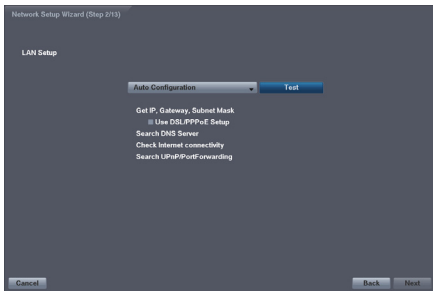 Network Setup Wizard (Step 2/13)
LAN Setup
Auto Configuration
Test
Get IP, Gateway, Subnet Mask
Use DSL/PPPoE Setup
Search DNS Server
Check Internet connectivity
Search UPnP/PortForwarding
Cancel
Back
Next